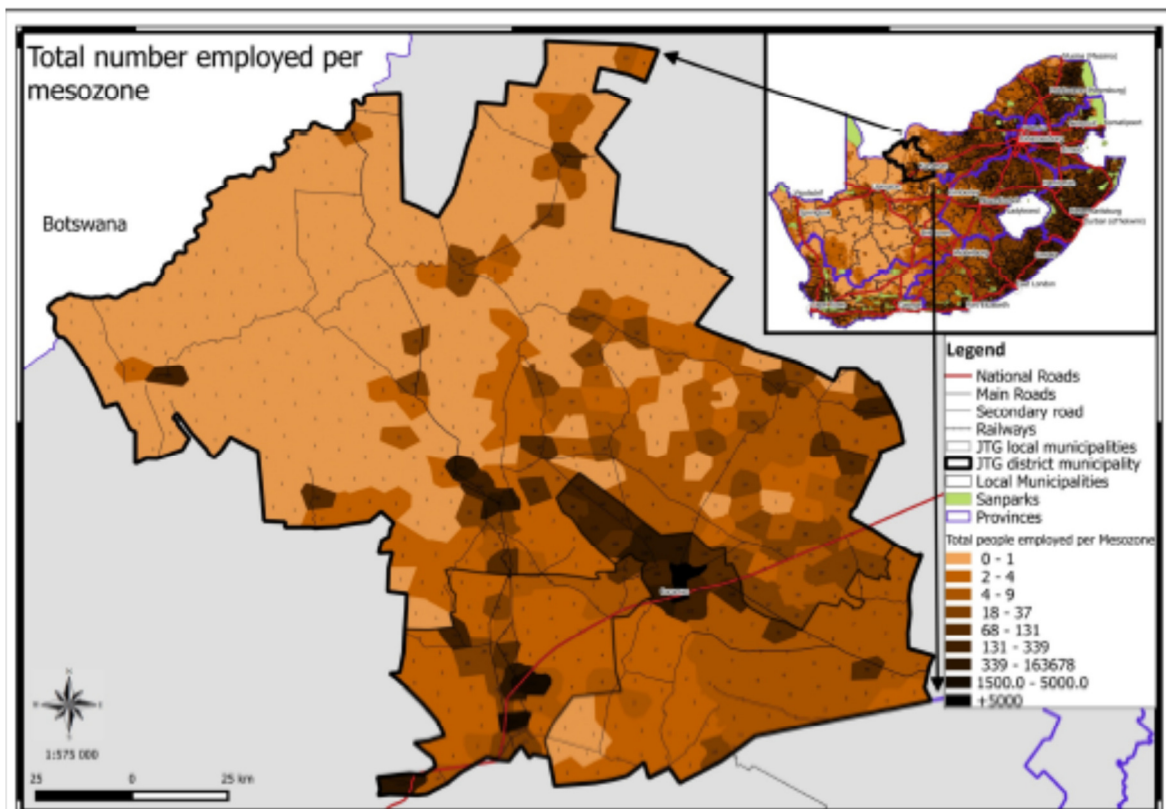 Total number employed per
mesozone
Botswana
Legend
National Roads
Main Roads
Secondary road
Railways
JTG local municipalities
JTG district municipality
Local Municipalities
Sanparks
Provinces
Total people employed per Mesozone
0 - 1
2 - 4
4 - 9
18 - 37
68 - 131
131 - 339
339 - 163678
1500.0 - 5000.0
+5000
1:575 000
25 0 25 km